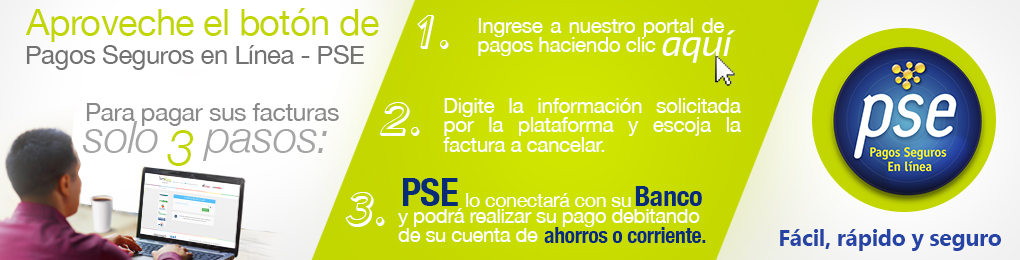 Aproveche el botón de
Pagos Seguros en Línea - PSE
Para pagar sus facturas
solo 3 pasos:
1. Ingrese a nuestro portal de
pagos haciendo clic aquí
2. Digite la información solicitada
por la plataforma y escoja la
factura a cancelar.
3. PSE lo conectará con su Banco
y podrá realizar su pago debitando
de su cuenta de ahorros o corriente.
pse
Pagos Seguros
En línea
Fácil, rápido y seguro